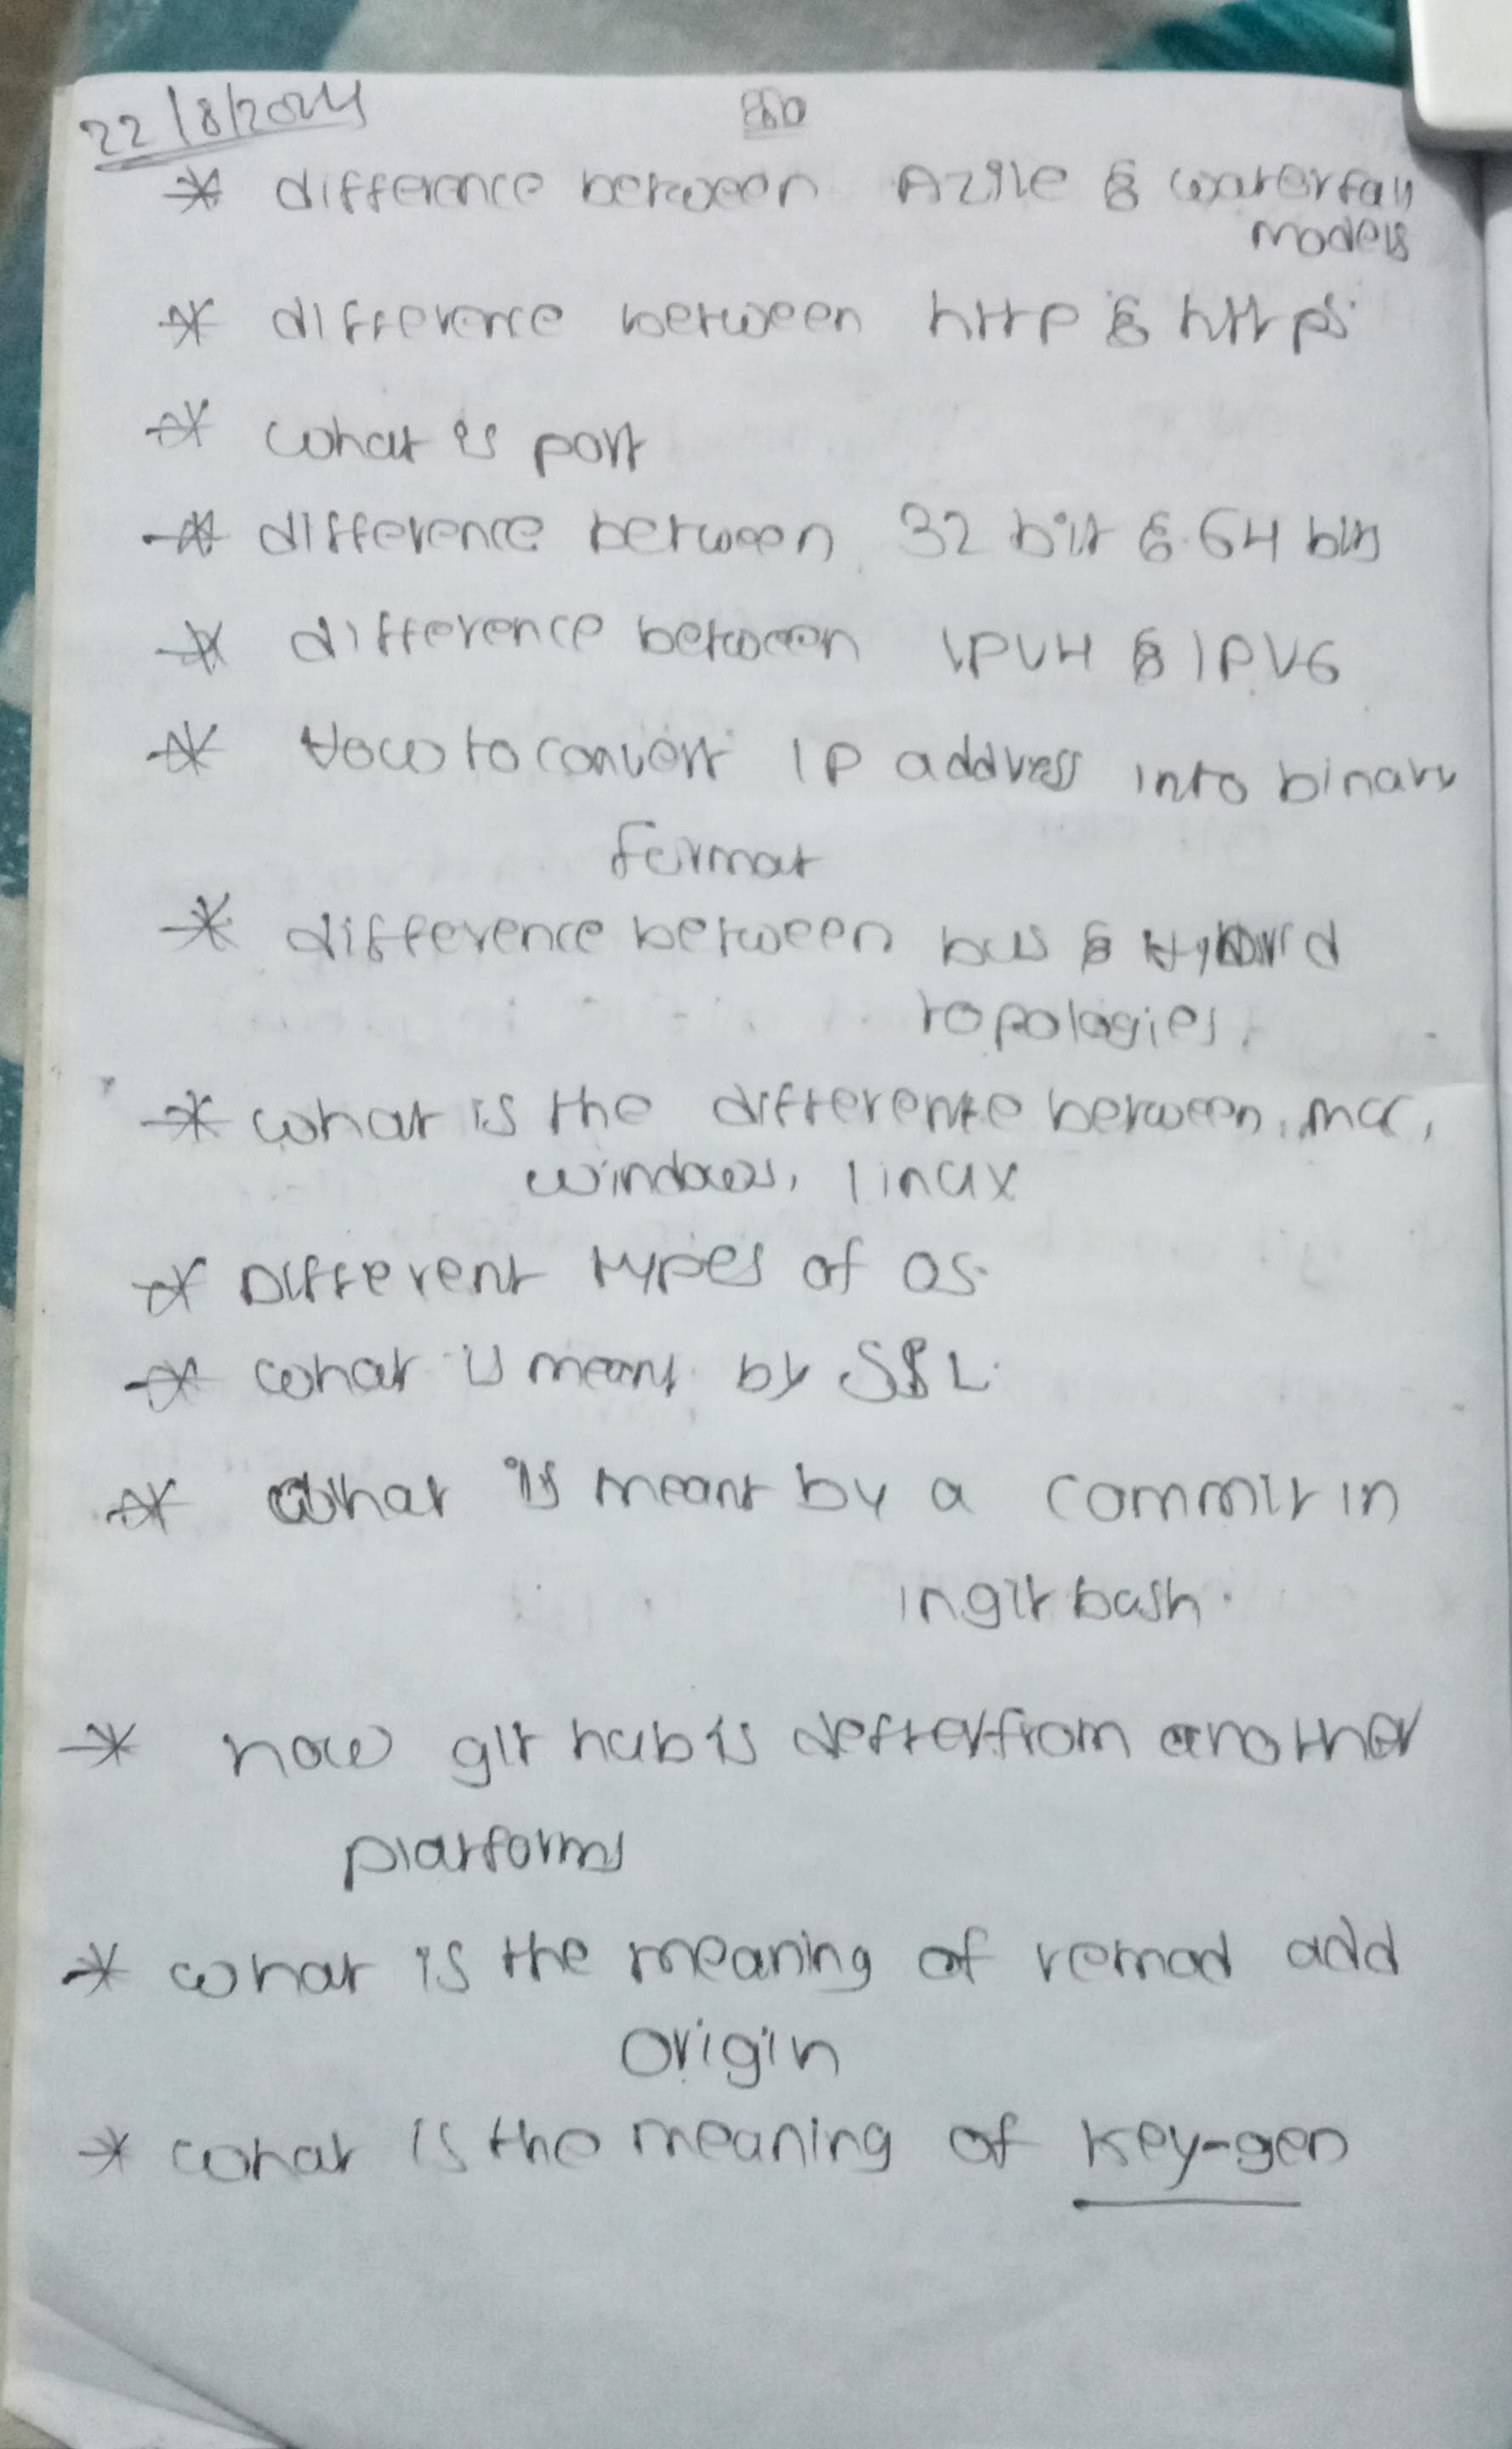 22/8/2024
* difference between Azile & waterfall
models
* difference between http & https.
* what is port
* difference between 32 bit & 64 bits
* difference between IPV4 & IPV6
* How to convert IP address into binary
format
* difference between bus & Hybrid
topologies.
* what is the difference between, mac,
windows, linux
* Different types of OS.
* what is meant by SSL.
* what is meant by a commit in
in git bash.
* how git hub is deffer from another
platforms
* what is the meaning of remod add
origin
* what is the meaning of key-gen